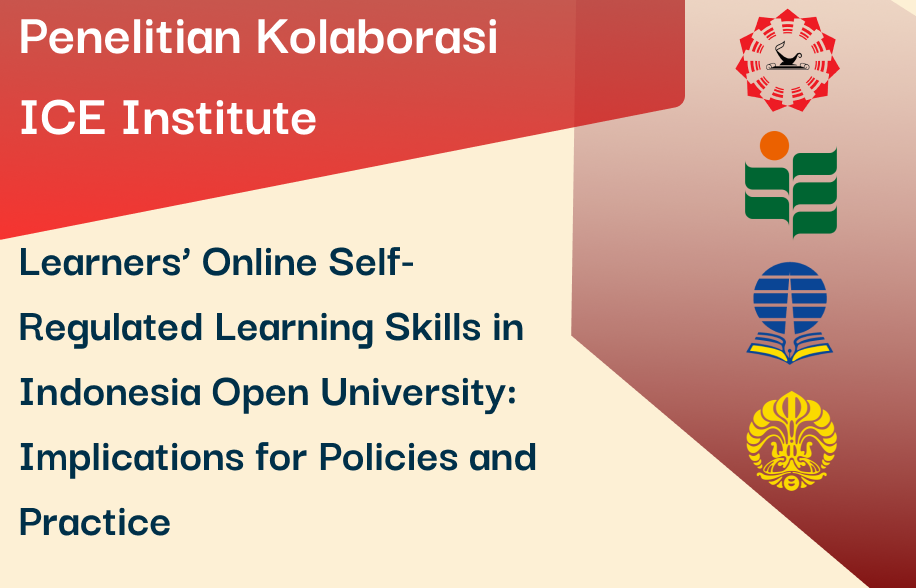 Penelitian Kolaborasi
ICE Institute
Learners’ Online Self-
Regulated Learning Skills in
Indonesia Open University:
Implications for Policies and
Practice